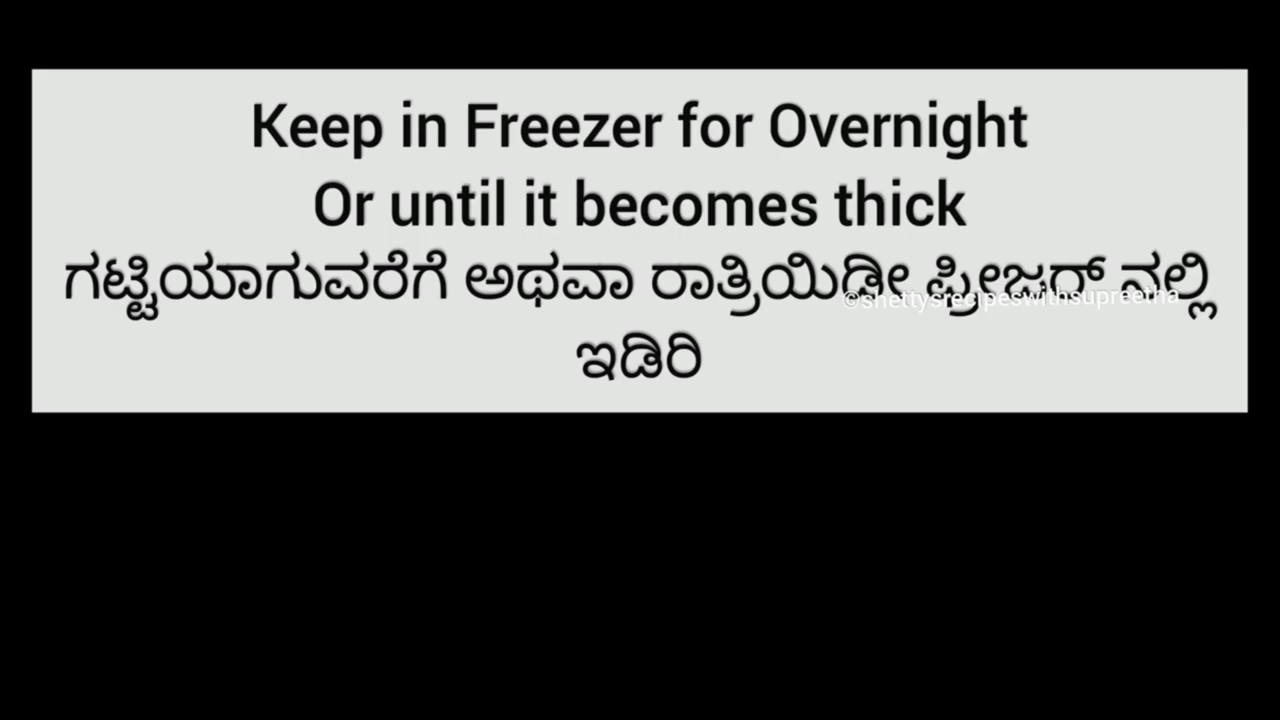 Keep in Freezer for Overnight
Or until it becomes thick
ಗಟ್ಟಿಯಾಗುವರೆಗೆ ಅಥವಾ ರಾತ್ರಿಯಿಡೀ ಫ್ರೀಜರ್ ನಲ್ಲಿ
©shettysrecipeswithsupreetha
ಇಡಿರಿ